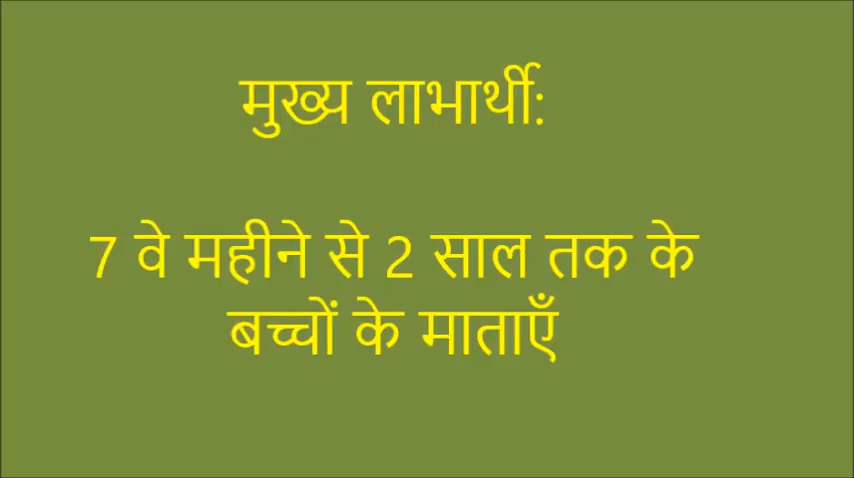 मुख्य लाभार्थी:
7 वे महीने से 2 साल तक के
बच्चों के माताएँ